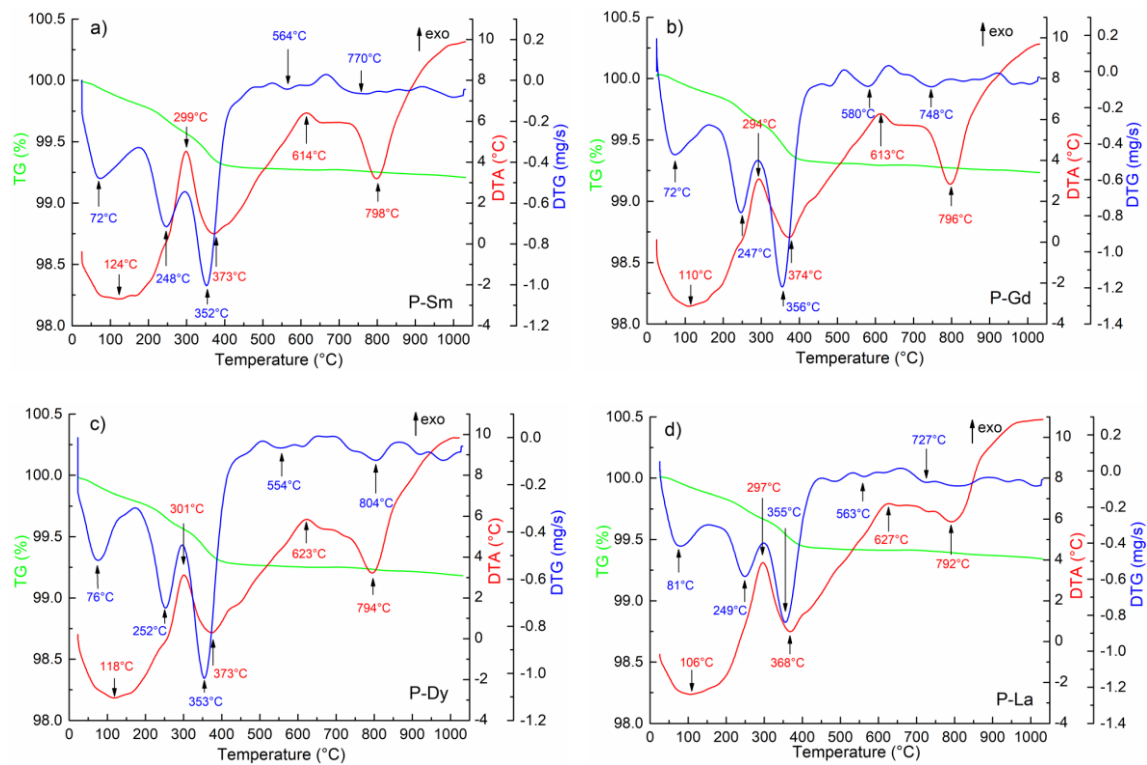 a)
exo
100.5
100.0
99.5
99.0
98.5
98.0
TG (%)
564°C
770°C
299°C
614°C
72°C
798°C
124°C
248°C
373°C
352°C
P-Sm
10
8
6
4
2
0
-2
-4
DTA (°C)
0.2
0.0
-0.2
-0.4
-0.6
-0.8
-1.0
-1.2
DTG (mg/s)
0 100 200 300 400 500 600 700 800 900 1000
Temperature (°C)
b)
exo
100.5
100.0
99.5
99.0
98.5
98.0
TG (%)
580°C
748°C
294°C
613°C
72°C
796°C
247°C
110°C
374°C
356°C
P-Gd
10
8
6
4
2
0
-2
-4
DTA (°C)
0.2
0.0
-0.2
-0.4
-0.6
-0.8
-1.0
-1.2
-1.4
DTG (mg/s)
0 100 200 300 400 500 600 700 800 900 1000
Temperature (°C)
c)
exo
100.5
100.0
99.5
99.0
98.5
98.0
TG (%)
554°C
804°C
301°C
623°C
76°C
794°C
252°C
118°C
373°C
353°C
P-Dy
10
8
6
4
2
0
-2
-4
DTA (°C)
0.0
-0.2
-0.4
-0.6
-0.8
-1.0
-1.2
DTG (mg/s)
0 100 200 300 400 500 600 700 800 900 1000
Temperature (°C)
d)
exo
100.5
100.0
99.5
99.0
98.5
98.0
TG (%)
727°C
297°C
355°C
563°C
627°C
81°C
792°C
249°C
106°C
368°C
P-La
10
8
6
4
2
0
-2
-4
DTA (°C)
0.2
0.0
-0.2
-0.4
-0.6
-0.8
-1.0
-1.2
-1.4
DTG (mg/s)
0 100 200 300 400 500 600 700 800 900 1000
Temperature (°C)